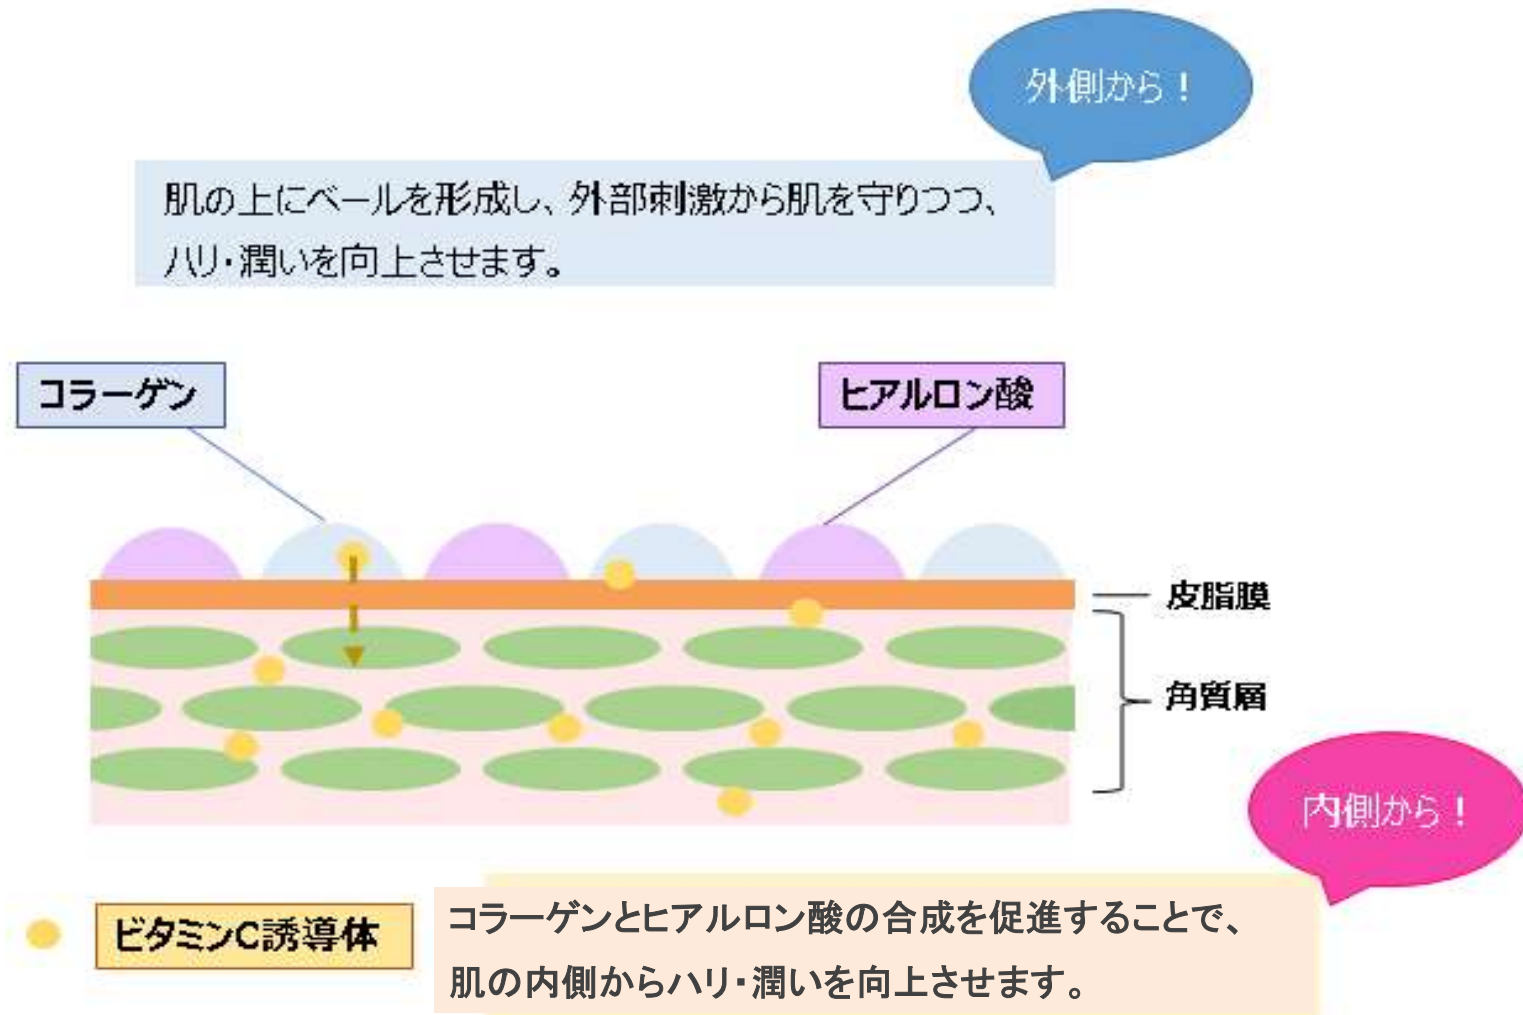 外側から！
肌の上にベールを形成し、外部刺激から肌を守りつつ、
ハリ・潤いを向上させます。
コラーゲン
ヒアルロン酸
皮脂膜
角質層
内側から！
ビタミンC誘導体
コラーゲンとヒアルロン酸の合成を促進することで、
肌の内側からハリ・潤いを向上させます。